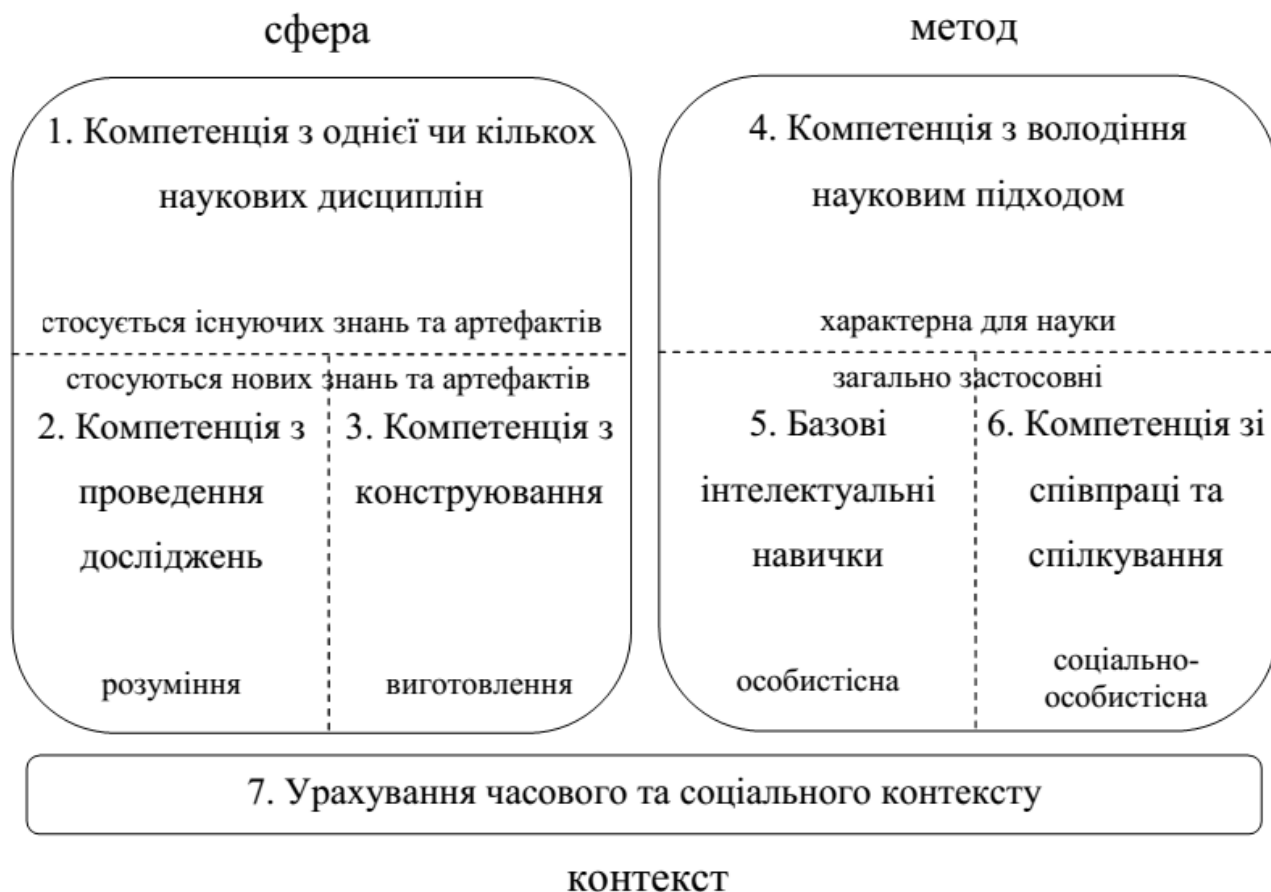 сфера
метод
1. Компетенція з однієї чи кількох
наукових дисциплін
стосується існуючих знань та артефактів
стосуються нових знань та артефактів
2. Компетенція з
проведення
досліджень
розуміння
3. Компетенція з
конструювання
виготовлення
4. Компетенція з володіння
науковим підходом
характерна для науки
загально застосовні
5. Базові
інтелектуальні
навички
особистісна
6. Компетенція зі
співпраці та
спілкування
соціально-
особистісна
7. Урахування часового та соціального контексту
контекст